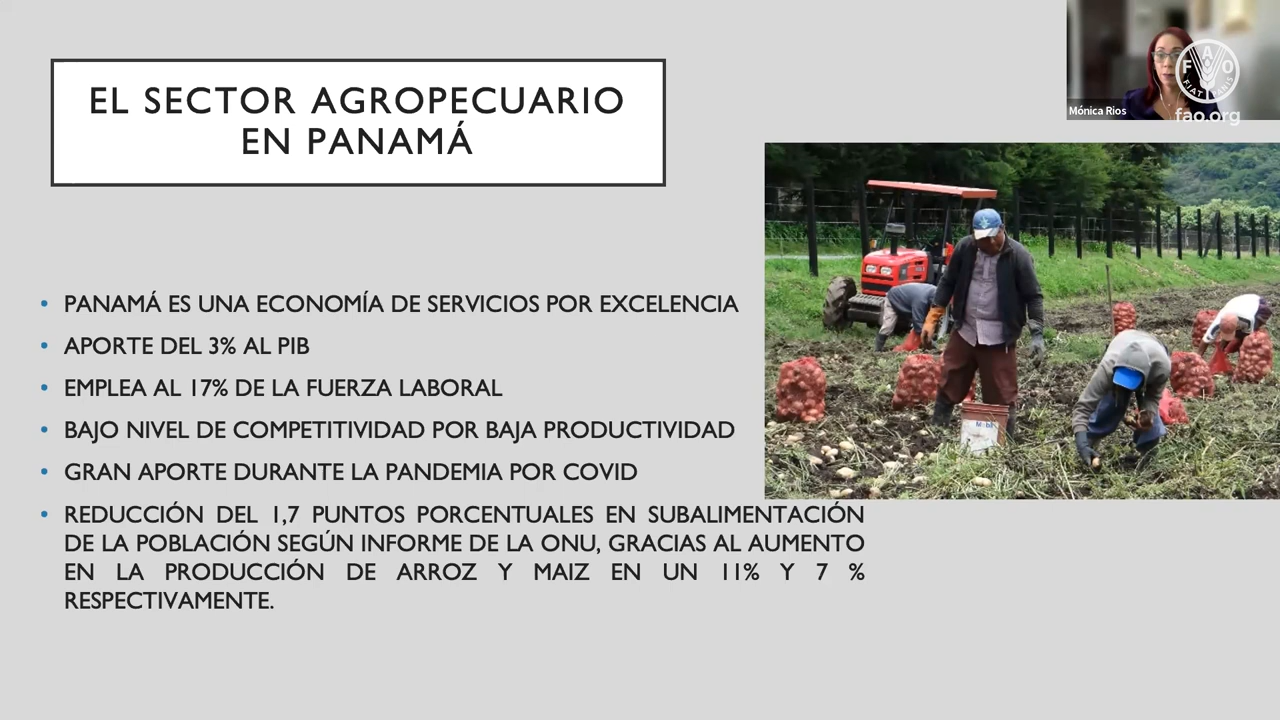 EL SECTOR AGROPECUARIO
EN PANAMÁ
Mónica Rios
F A O
FIAT PANIS
fao.org
• PANAMÁ ES UNA ECONOMÍA DE SERVICIOS POR EXCELENCIA
• APORTE DEL 3% AL PIB
• EMPLEA AL 17% DE LA FUERZA LABORAL
• BAJO NIVEL DE COMPETITIVIDAD POR BAJA PRODUCTIVIDAD
• GRAN APORTE DURANTE LA PANDEMIA POR COVID
• REDUCCIÓN DEL 1,7 PUNTOS PORCENTUALES EN SUBALIMENTACIÓN
DE LA POBLACIÓN SEGÚN INFORME DE LA ONU, GRACIAS AL AUMENTO
EN LA PRODUCCIÓN DE ARROZ Y MAIZ EN UN 11% Y 7 %
RESPECTIVAMENTE.
Mobil